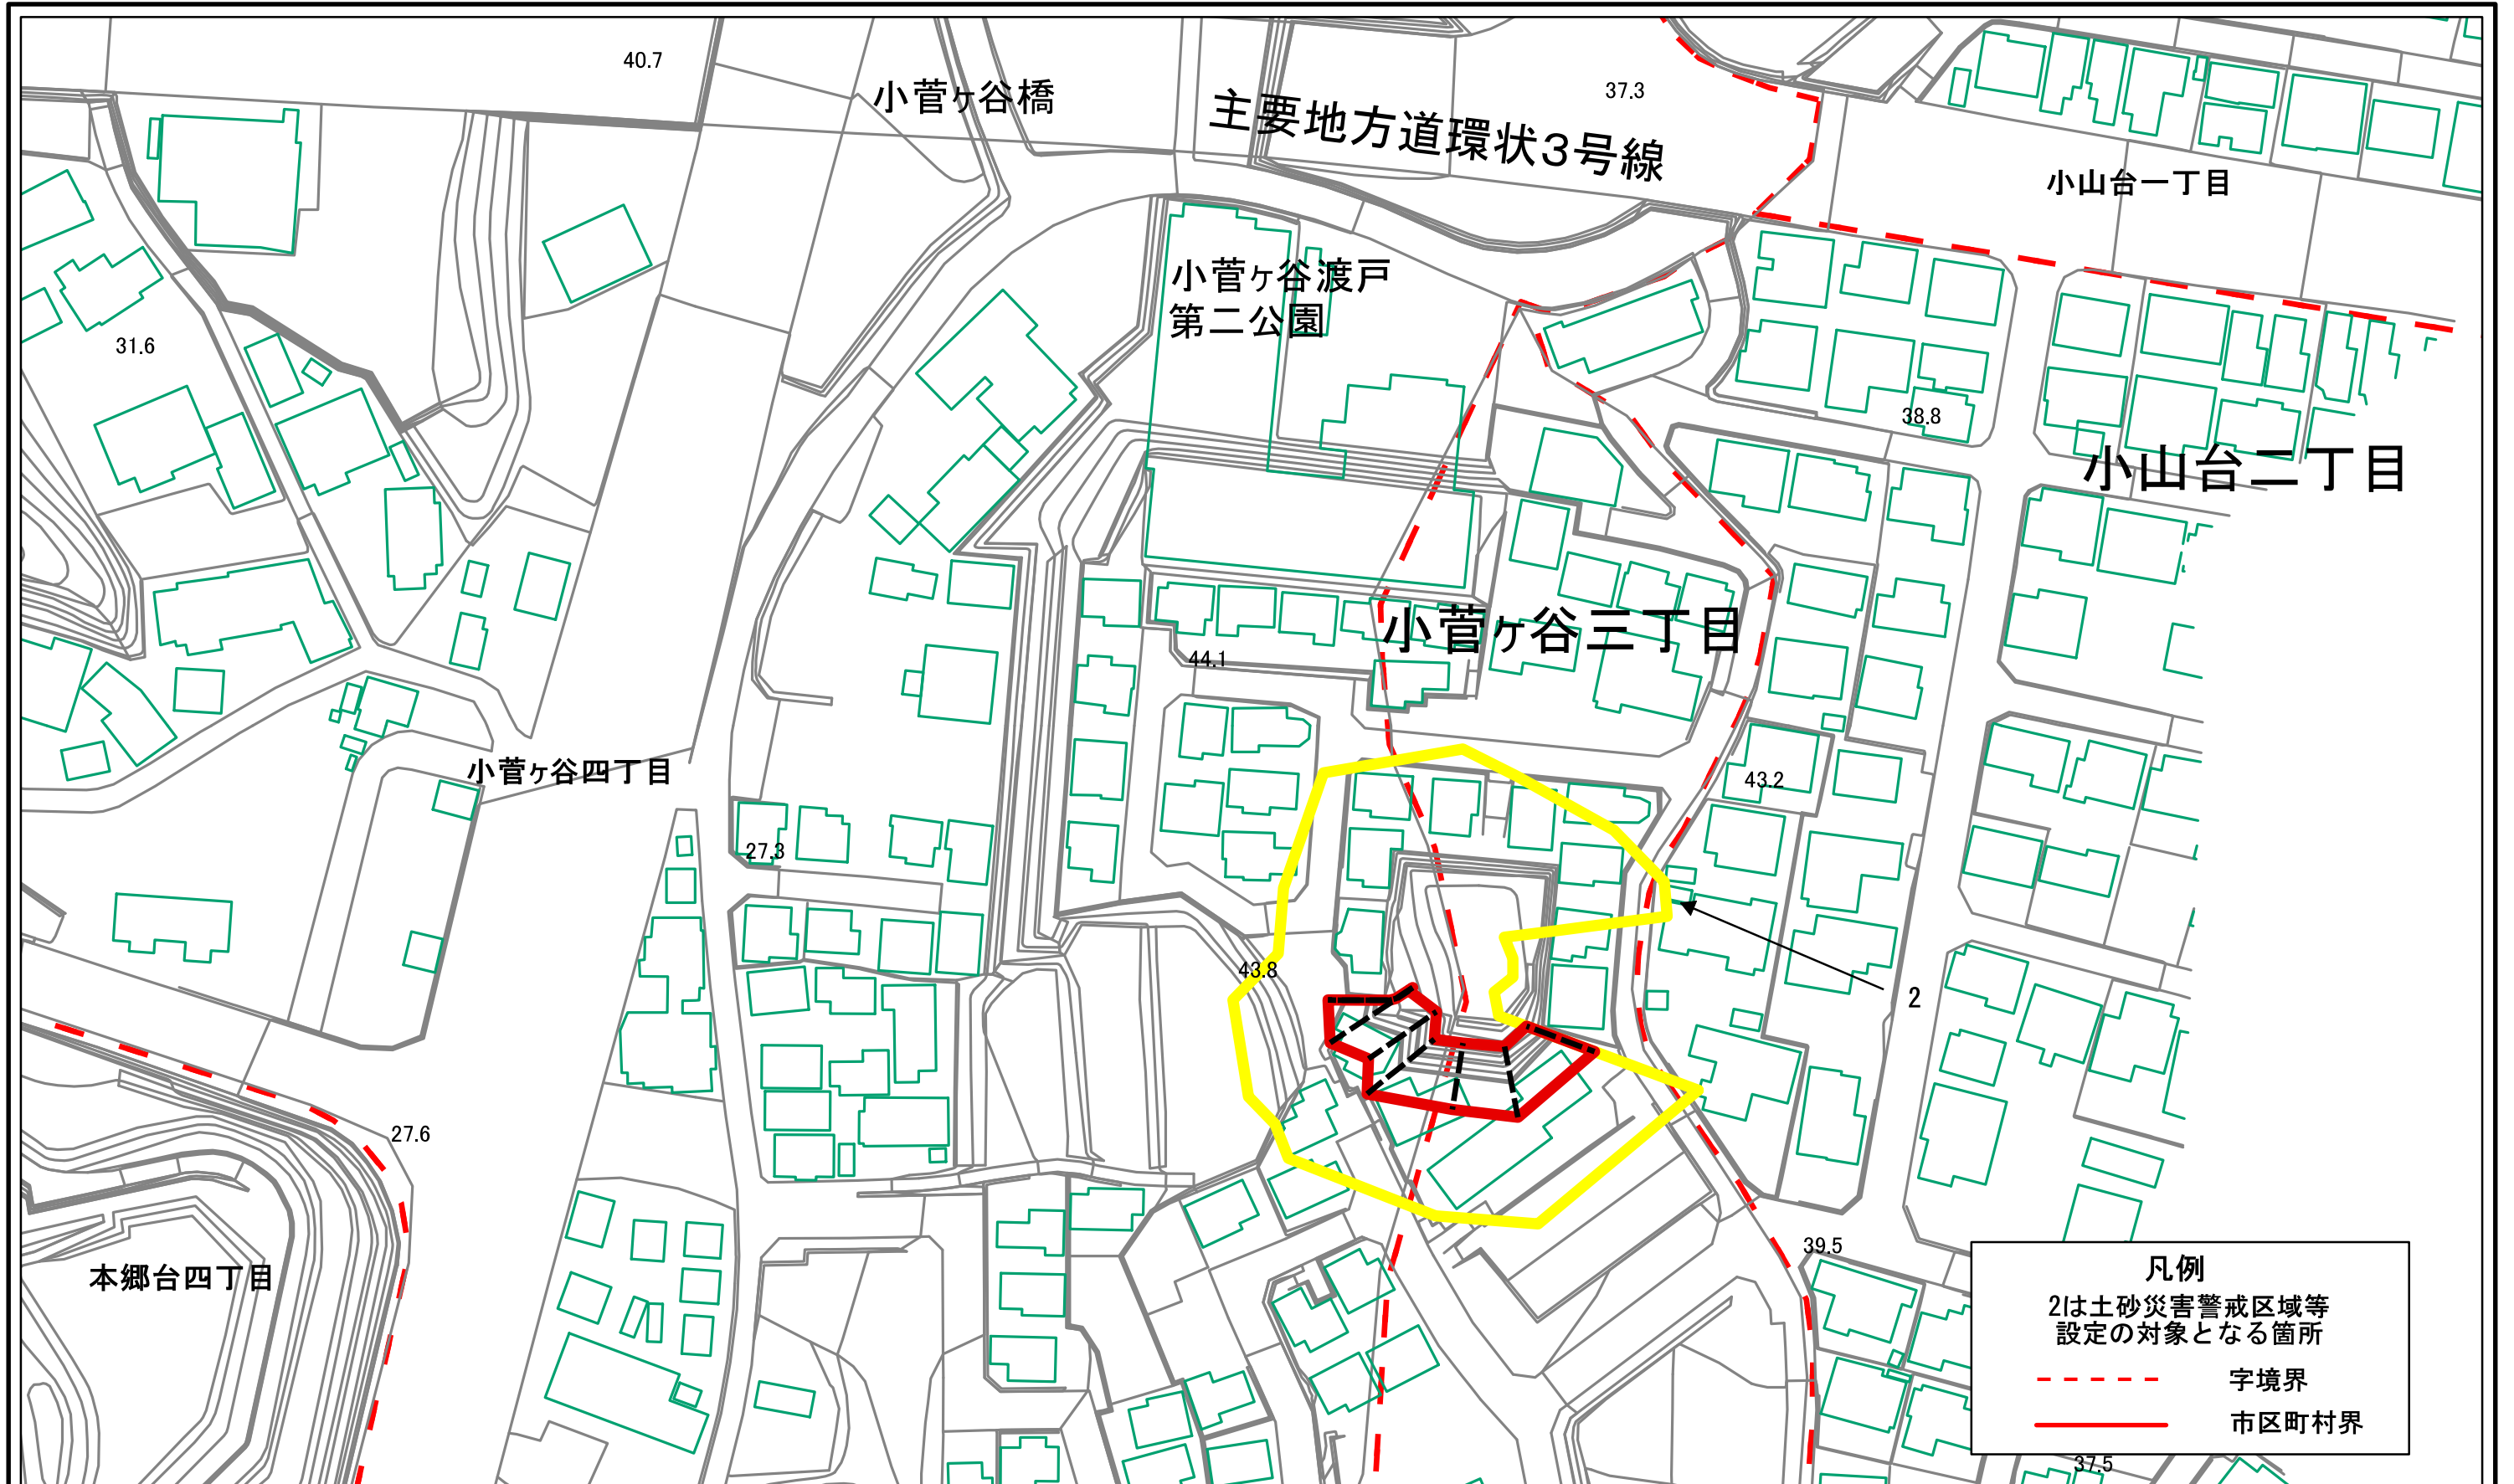 40.7
小菅ヶ谷橋
主要地方道環状3号線
37.3
小山台一丁目
小菅ヶ谷渡戸
第二公園
31.6
38.8
小山台二丁目
小菅ヶ谷三丁目
44.1
小菅ヶ谷四丁目
43.2
27.3
43.8
2
27.6
本郷台四丁目
39.5
凡例
2は土砂災害警戒区域等
設定の対象となる箇所
字境界
市区町村界
37.5